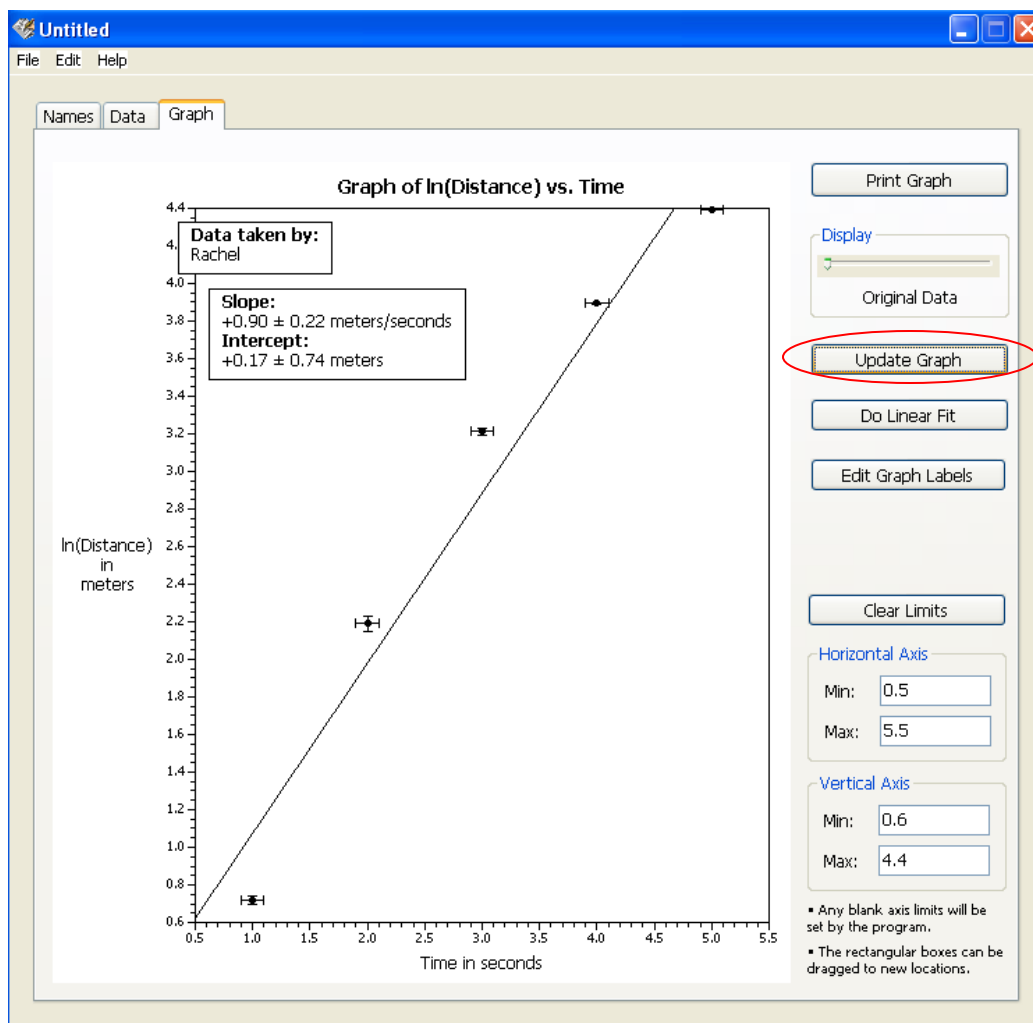 Untitled
File Edit Help
Names Data Graph
Graph of ln(Distance) vs. Time
4.4
4.
4.0
3.8
3.6
3.4
3.2
3.0
2.8
2.6
2.4
2.2
2.0
1.8
1.6
1.4
1.2
1.0
0.8
0.6
Data taken by:
Rachel
Slope:
+0.90 ± 0.22 meters/seconds
Intercept:
+0.17 ± 0.74 meters
ln(Distance)
in
meters
0.5 1.0 1.5 2.0 2.5 3.0 3.5 4.0 4.5 5.0 5.5
Time in seconds
Print Graph
Display
Original Data
Update Graph
Do Linear Fit
Edit Graph Labels
Clear Limits
Horizontal Axis
Min: 0.5
Max: 5.5
Vertical Axis
Min: 0.6
Max: 4.4
▪ Any blank axis limits will be
set by the program.
▪ The rectangular boxes can be
dragged to new locations.